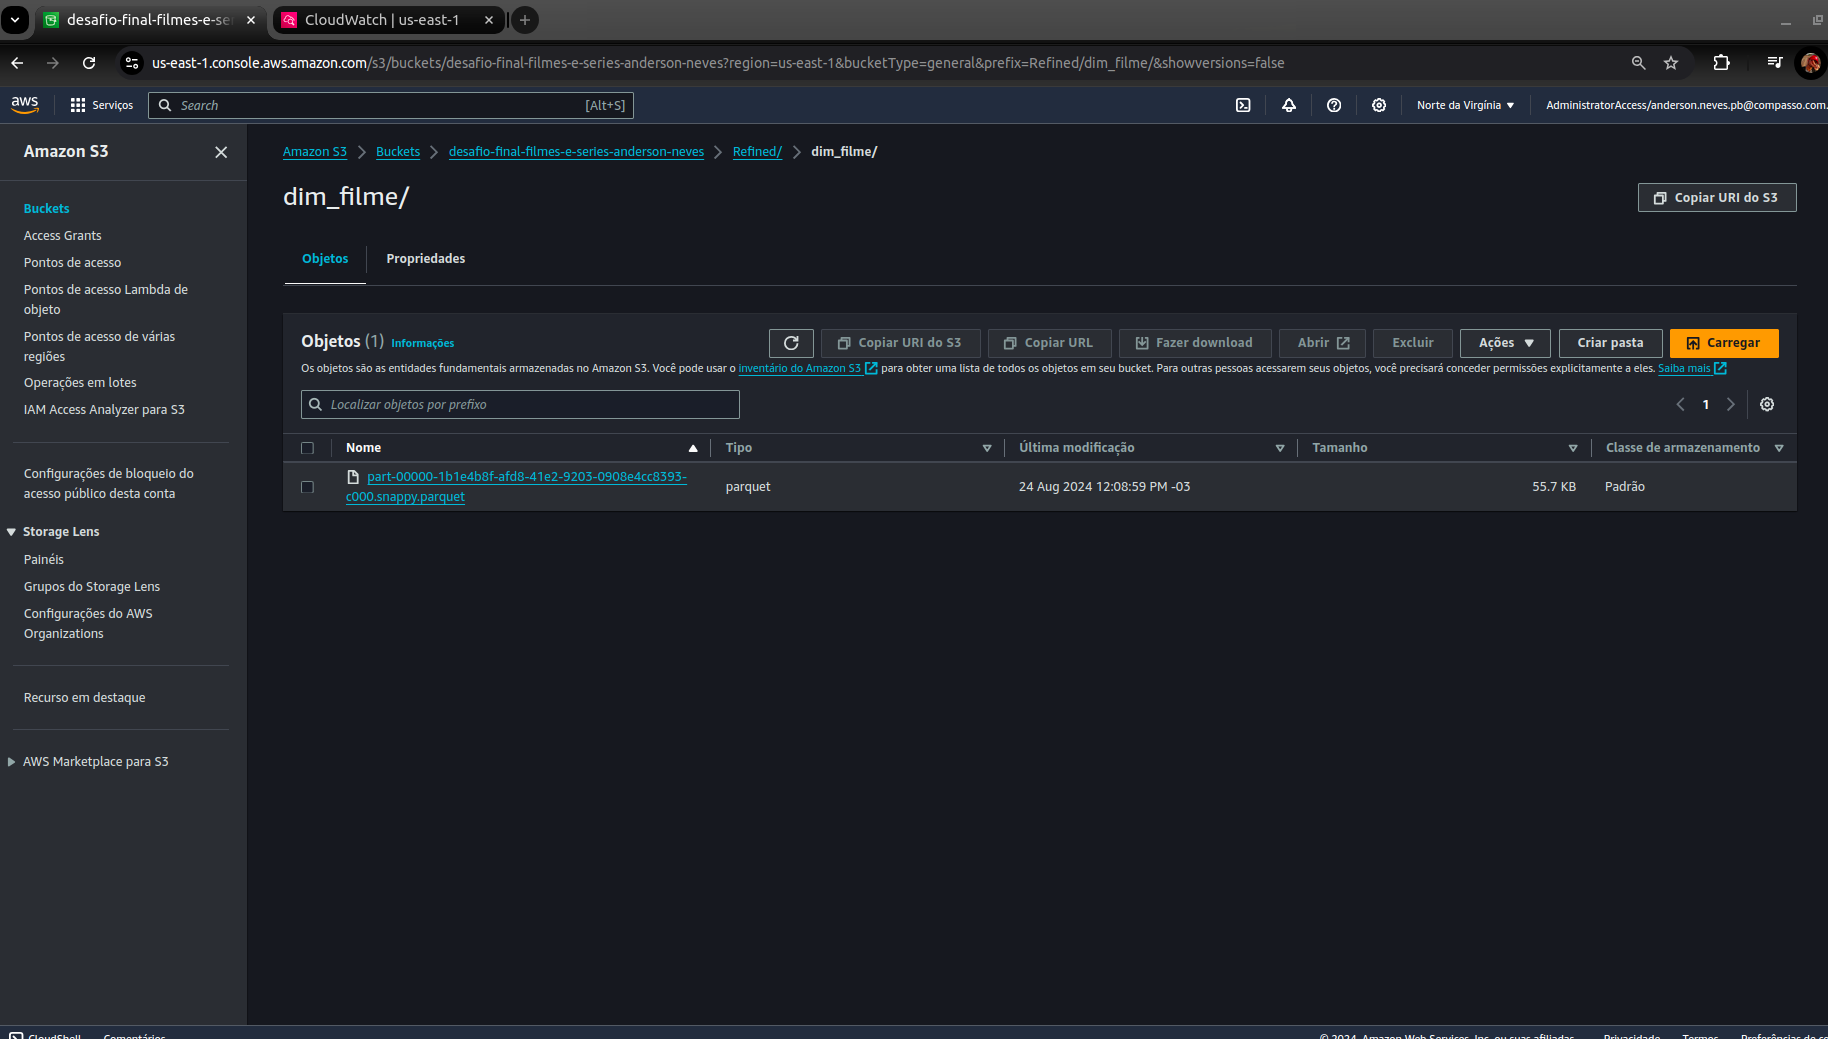 desafio-final-filmes-e-se
CloudWatch | us-east-1
us-east-1.console.aws.amazon.com/s3/buckets/desafio-final-filmes-e-series-anderson-neves?region=us-east-1&bucketType=general&prefix=Refined/dim_filme/&showversions=false
aws
Serviços
Search
[Alt+S]
Norte da Virgínia
AdministratorAccess/anderson.neves.pb@compasso.com.
Amazon S3
Buckets
Access Grants
Pontos de acesso
Pontos de acesso Lambda de
objeto
Pontos de acesso de várias
regiões
Operações em lotes
IAM Access Analyzer para S3
Configurações de bloqueio do
acesso público desta conta
Storage Lens
Painéis
Grupos do Storage Lens
Configurações do AWS
Organizations
Recurso em destaque
AWS Marketplace para S3
Amazon S3 > Buckets > desafio-final-filmes-e-series-anderson-neves > Refined/ > dim_filme/
dim_filme/
Copiar URI do S3
Objetos
Propriedades
Objetos (1) Informações
Copiar URI do S3
Copiar URL
Fazer download
Abrir
Excluir
Ações
Criar pasta
Carregar
Os objetos são as entidades fundamentais armazenadas no Amazon S3. Você pode usar o inventário do Amazon S3 para obter uma lista de todos os objetos em seu bucket. Para outras pessoas acessarem seus objetos, você precisará conceder permissões explicitamente a eles. Saiba mais
Localizar objetos por prefixo
1
Nome
Tipo
Última modificação
Tamanho
Classe de armazenamento
part-00000-1b1e4b8f-afd8-41e2-9203-0908e4cc8393-
c000.snappy.parquet
parquet
24 Aug 2024 12:08:59 PM -03
55.7 KB
Padrão
CloudShell
Comentários
© 2024, Amazon Web Services, Inc. ou suas afiliadas.
Privacidade
Termos
Preferências de c